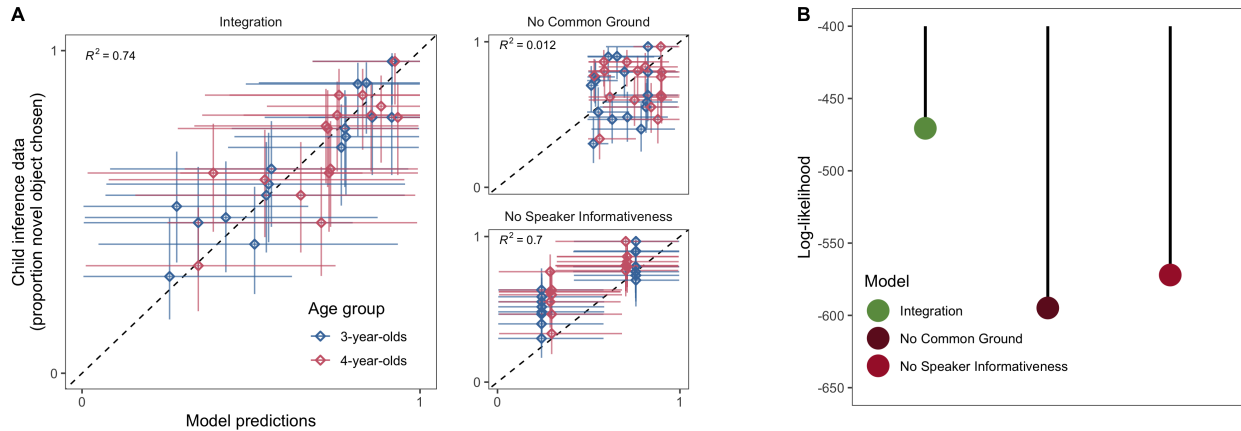 A
Integration
R² = 0.74
1
0
0
1
Child inference data
(proportion novel object chosen)
Model predictions
Age group
3-year-olds
4-year-olds
No Common Ground
R² = 0.012
1
0
No Speaker Informativeness
R² = 0.7
1
0
0
1
B
-400
-450
-500
-550
-600
-650
Log-likelihood
Model
Integration
No Common Ground
No Speaker Informativeness